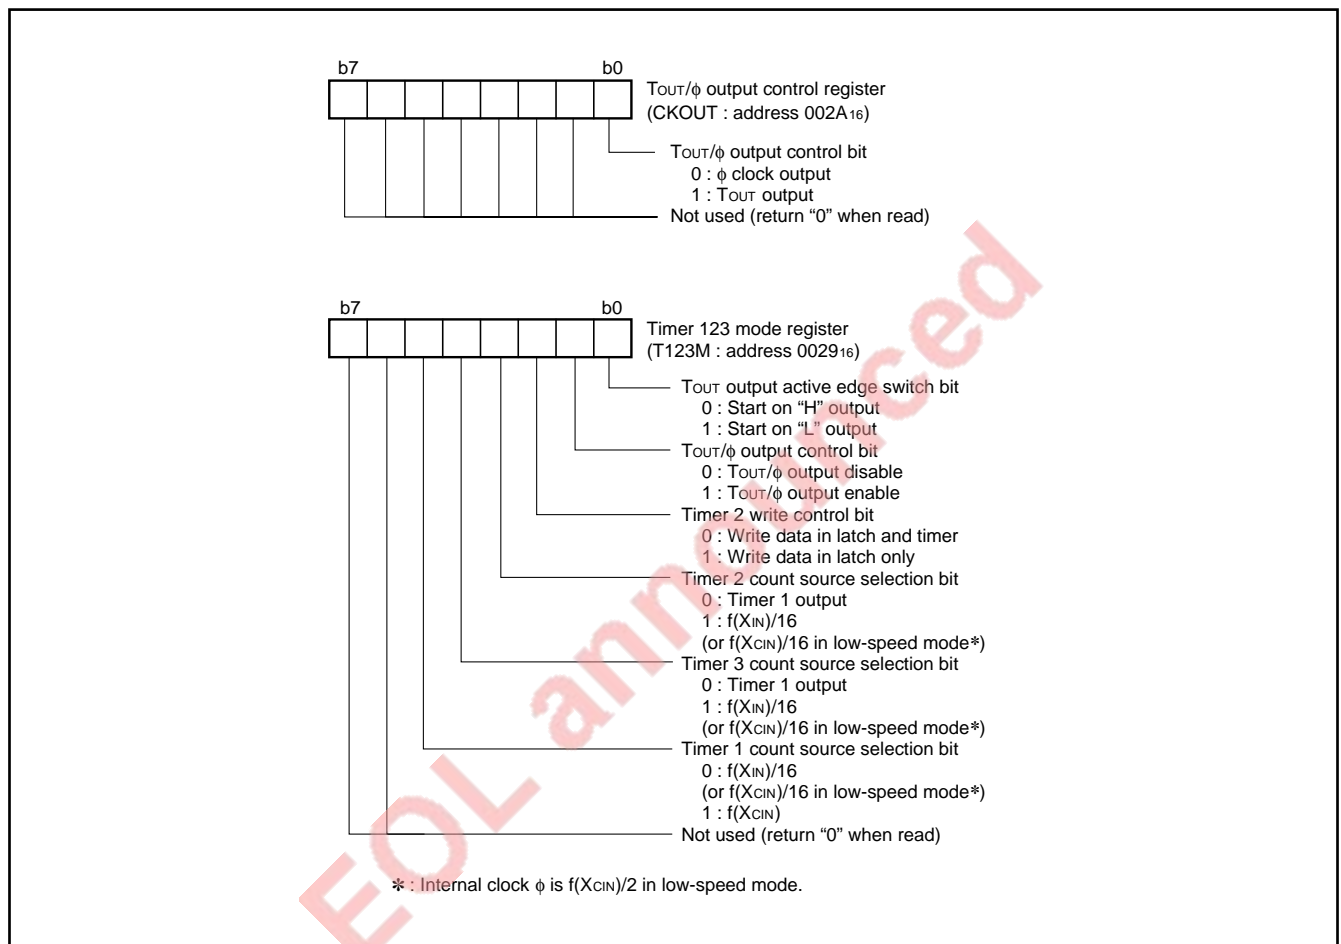 b7 b0
TOUT/ϕ output control register
(CKOUT : address 002A16)
TOUT/ϕ output control bit
0 : ϕ clock output
1 : TOUT output
Not used (return “0” when read)
b7 b0
Timer 123 mode register
(T123M : address 002916)
TOUT output active edge switch bit
0 : Start on “H” output
1 : Start on “L” output
TOUT/ϕ output control bit
0 : TOUT/ϕ output disable
1 : TOUT/ϕ output enable
Timer 2 write control bit
0 : Write data in latch and timer
1 : Write data in latch only
Timer 2 count source selection bit
0 : Timer 1 output
1 : f(XIN)/16
(or f(XCIN)/16 in low-speed mode*)
Timer 3 count source selection bit
0 : Timer 1 output
1 : f(XIN)/16
(or f(XCIN)/16 in low-speed mode*)
Timer 1 count source selection bit
0 : f(XIN)/16
(or f(XCIN)/16 in low-speed mode*)
1 : f(XCIN)
Not used (return “0” when read)
* : Internal clock ϕ is f(XCIN)/2 in low-speed mode.
EOL announced